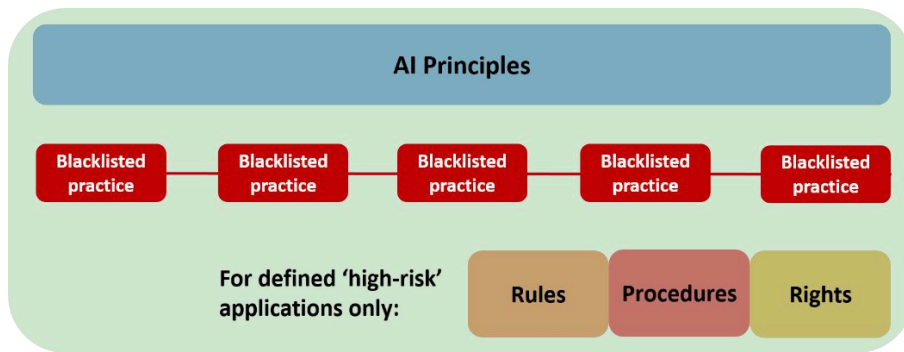 AI Principles
Blacklisted
practice
Blacklisted
practice
Blacklisted
practice
Blacklisted
practice
Blacklisted
practice
For defined ‘high-risk’
applications only:
Rules
Procedures
Rights